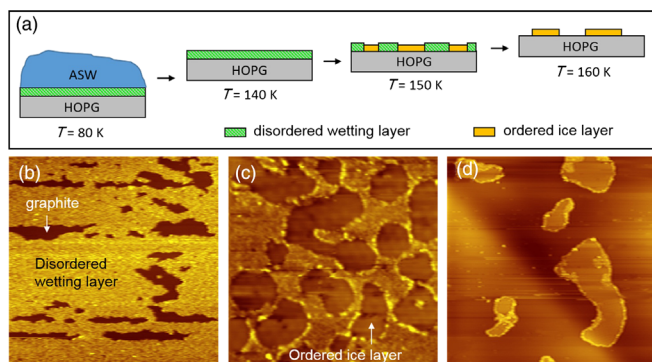 (a)
ASW
HOPG
T = 80 K
HOPG
T = 140 K
HOPG
T = 150 K
HOPG
T = 160 K
disordered wetting layer
ordered ice layer
(b)
graphite
Disordered
wetting layer
(c)
Ordered ice layer
(d)